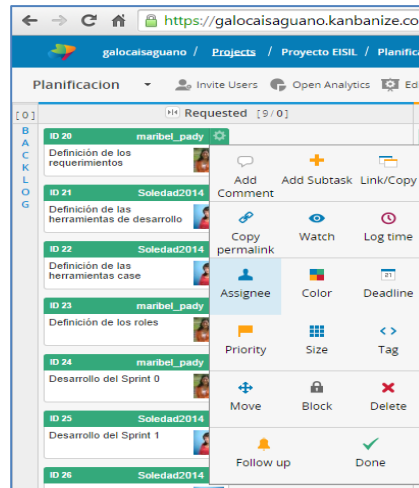 https://galocaisaguano.kanbanize.co
galocaisaguano / Projects / Proyecto EISIL / Planific
Planificacion Invite Users Open Analytics Ed
[0] Requested [9/0]
BACKLOG
ID 20 maribel_pady
Definición de los
requerimientos
ID 21 Soledad2014
Definición de las
herramientas de desarrollo
ID 22 Soledad2014
Definición de las
herramientas case
ID 23 maribel_pady
Definición de los roles
ID 24 maribel_pady
Desarrollo del Sprint 0
ID 25 Soledad2014
Desarrollo del Sprint 1
ID 26 Soledad2014
Add
Comment
Add Subtask
Link/Copy
Copy
permalink
Watch
Log time
Assignee
Color
21
Deadline
Priority
Size
Tag
Move
Block
Delete
Follow up
Done